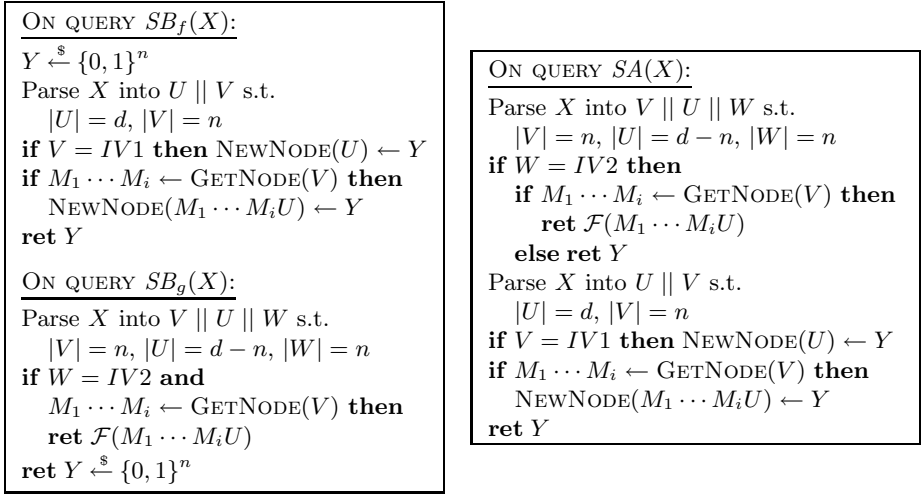 ON QUERY SB_f(X):
Y ←$ {0, 1}^n
Parse X into U || V s.t.
|U| = d, |V| = n
if V = IV1 then NEWNODE(U) ← Y
if M_1 ⋯ M_i ← GETNODE(V) then
NEWNODE(M_1 ⋯ M_iU) ← Y
ret Y
ON QUERY SB_g(X):
Parse X into V || U || W s.t.
|V| = n, |U| = d − n, |W| = n
if W = IV2 and
M_1 ⋯ M_i ← GETNODE(V) then
ret F(M_1 ⋯ M_iU)
ret Y ←$ {0, 1}^n
ON QUERY SA(X):
Parse X into V || U || W s.t.
|V| = n, |U| = d − n, |W| = n
if W = IV2 then
if M_1 ⋯ M_i ← GETNODE(V) then
ret F(M_1 ⋯ M_iU)
else ret Y
Parse X into U || V s.t.
|U| = d, |V| = n
if V = IV1 then NEWNODE(U) ← Y
if M_1 ⋯ M_i ← GETNODE(V) then
NEWNODE(M_1 ⋯ M_iU) ← Y
ret Y